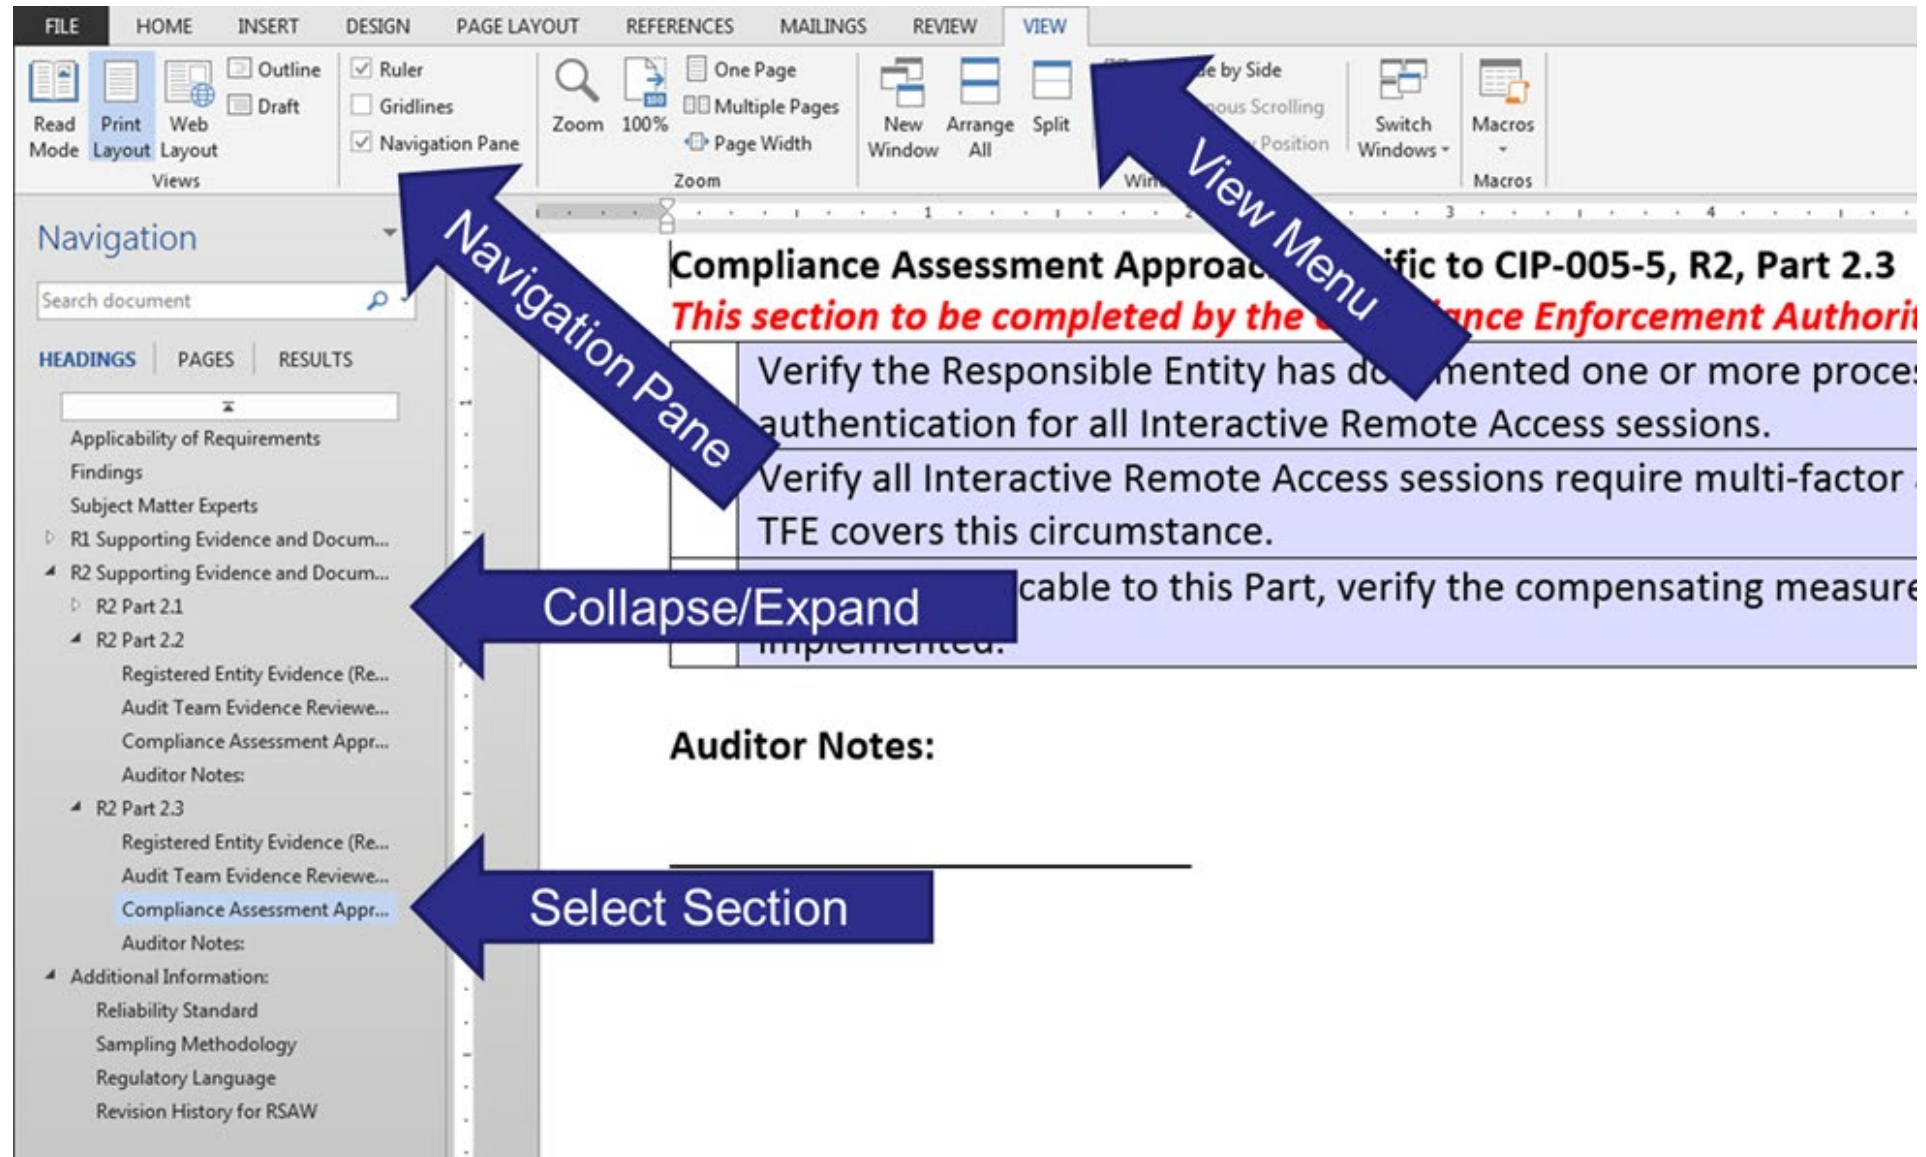 FILE HOME INSERT DESIGN PAGE LAYOUT REFERENCES MAILINGS REVIEW VIEW
Read Mode
Print Layout
Web Layout
Outline
Draft
Views
Ruler
Gridlines
Navigation Pane
Zoom
100%
One Page
Multiple Pages
Page Width
Zoom
New Window
Arrange All
Split
by Side
Scrolling
Position
Switch Windows
Macros
Macros
View Menu
Navigation Pane
Navigation
Search document
HEADINGS PAGES RESULTS
Applicability of Requirements
Findings
Subject Matter Experts
R1 Supporting Evidence and Docum...
R2 Supporting Evidence and Docum...
R2 Part 2.1
R2 Part 2.2
Registered Entity Evidence (Re...
Audit Team Evidence Reviewe...
Compliance Assessment Appr...
Auditor Notes:
R2 Part 2.3
Registered Entity Evidence (Re...
Audit Team Evidence Reviewe...
Compliance Assessment Appr...
Auditor Notes:
Additional Information:
Reliability Standard
Sampling Methodology
Regulatory Language
Revision History for RSAW
Collapse/Expand
Select Section
1 2 3 4
Compliance Assessment to CIP-005-5, R2, Part 2.3
This section to be completed by the Enforcement
Verify the Responsible Entity has one or more
authentication for all Interactive Remote Access sessions.
Verify all Interactive Remote Access sessions require multi-factor
TFE covers this circumstance.
to this Part, verify the compensating
implemented.
Auditor Notes: